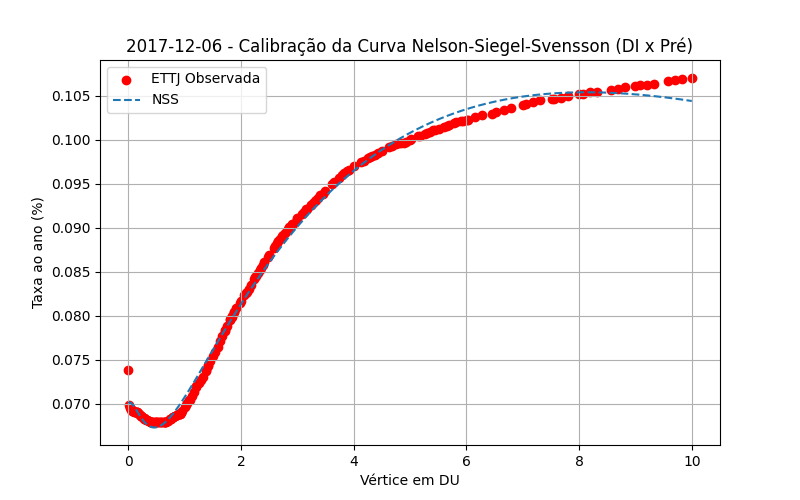 2017-12-06 - Calibração da Curva Nelson-Siegel-Svensson (DI x Pré)
ETTJ Observada
NSS
Taxa ao ano (%)
0.105
0.100
0.095
0.090
0.085
0.080
0.075
0.070
0 2 4 6 8 10
Vértice em DU